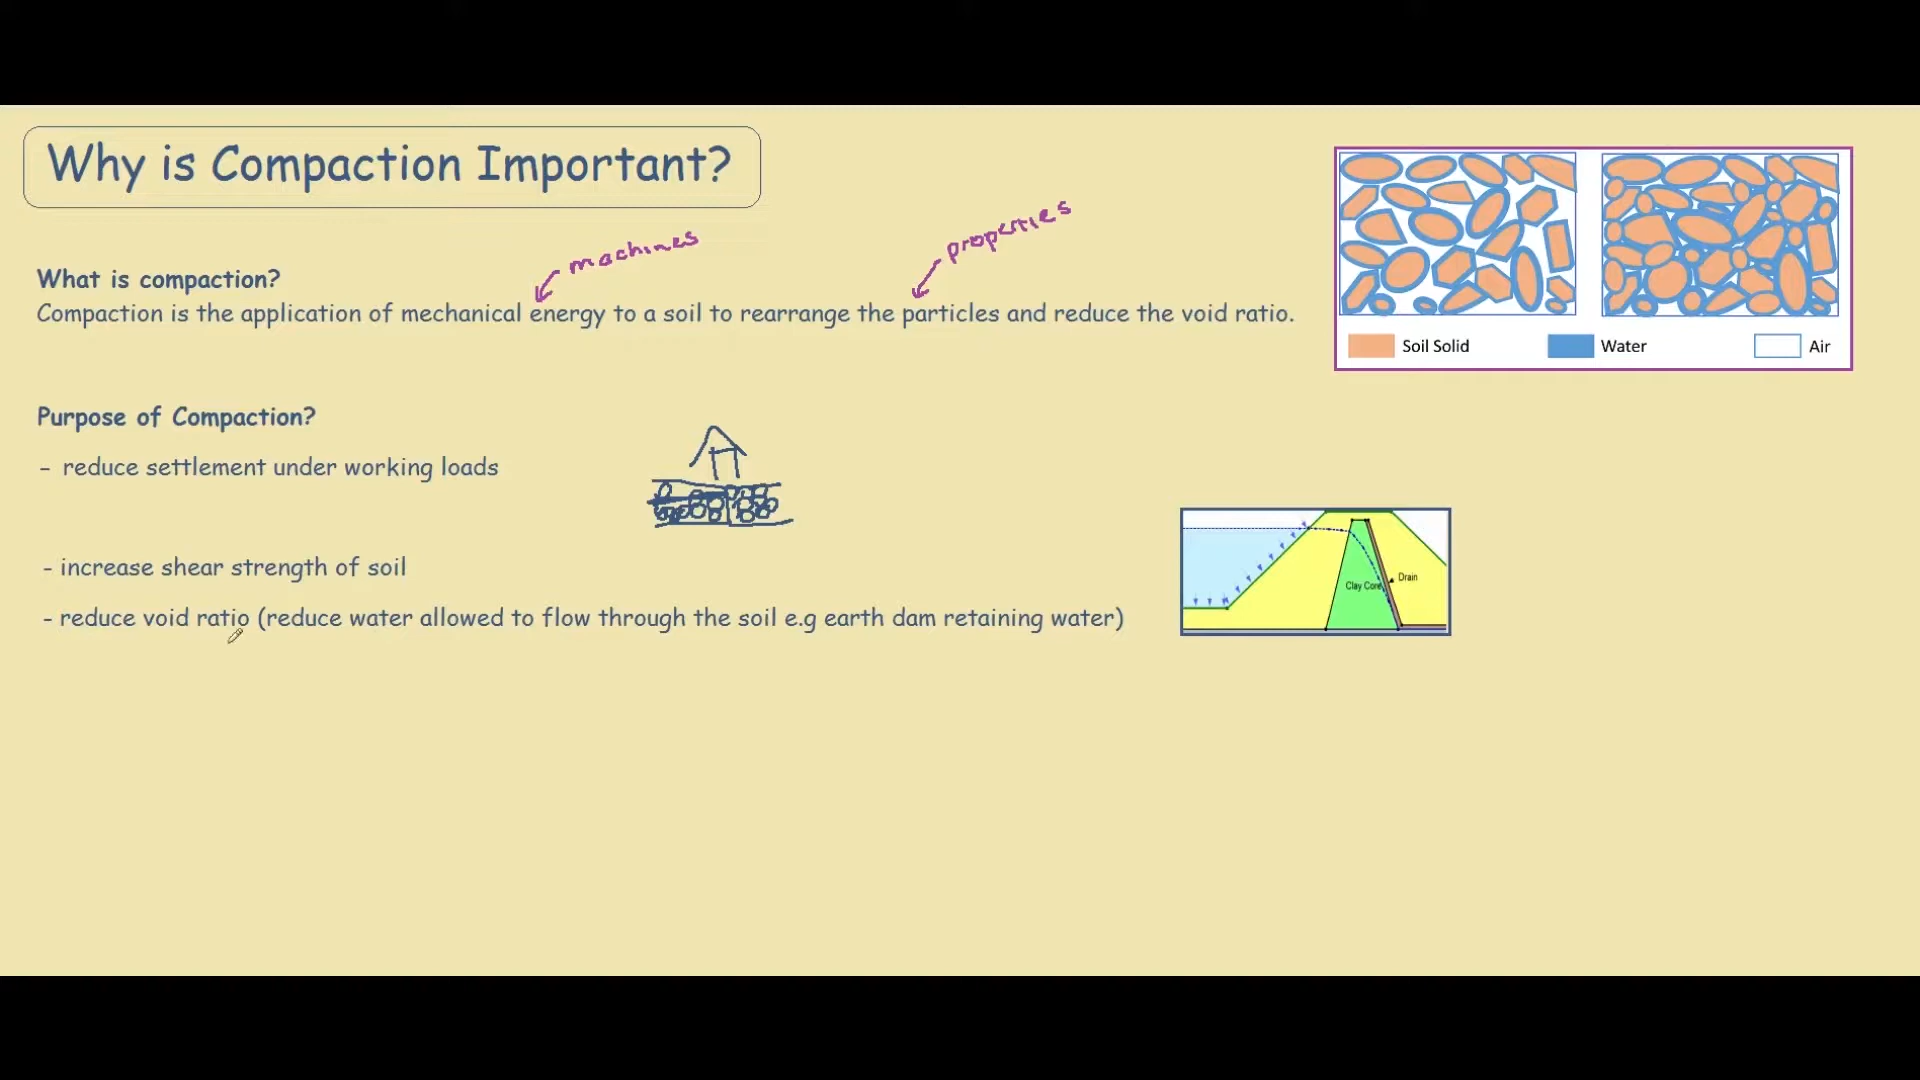 Why is Compaction Important?
machines
properties
What is compaction?
Compaction is the application of mechanical energy to a soil to rearrange the particles and reduce the void ratio.
Soil Solid
Water
Air
Purpose of Compaction?
- reduce settlement under working loads
- increase shear strength of soil
- reduce void ratio (reduce water allowed to flow through the soil e.g earth dam retaining water)
Clay Core
Drain